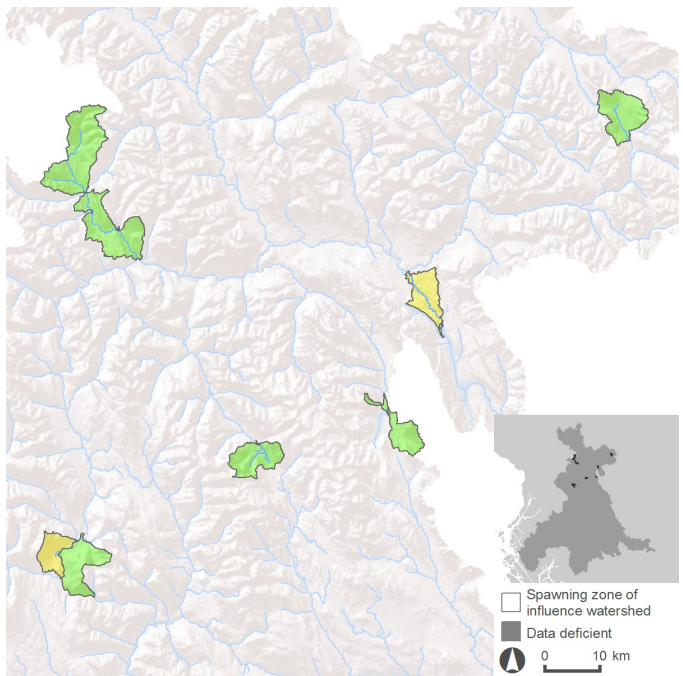 Spawning zone of
influence watershed
Data deficient
0 10 km